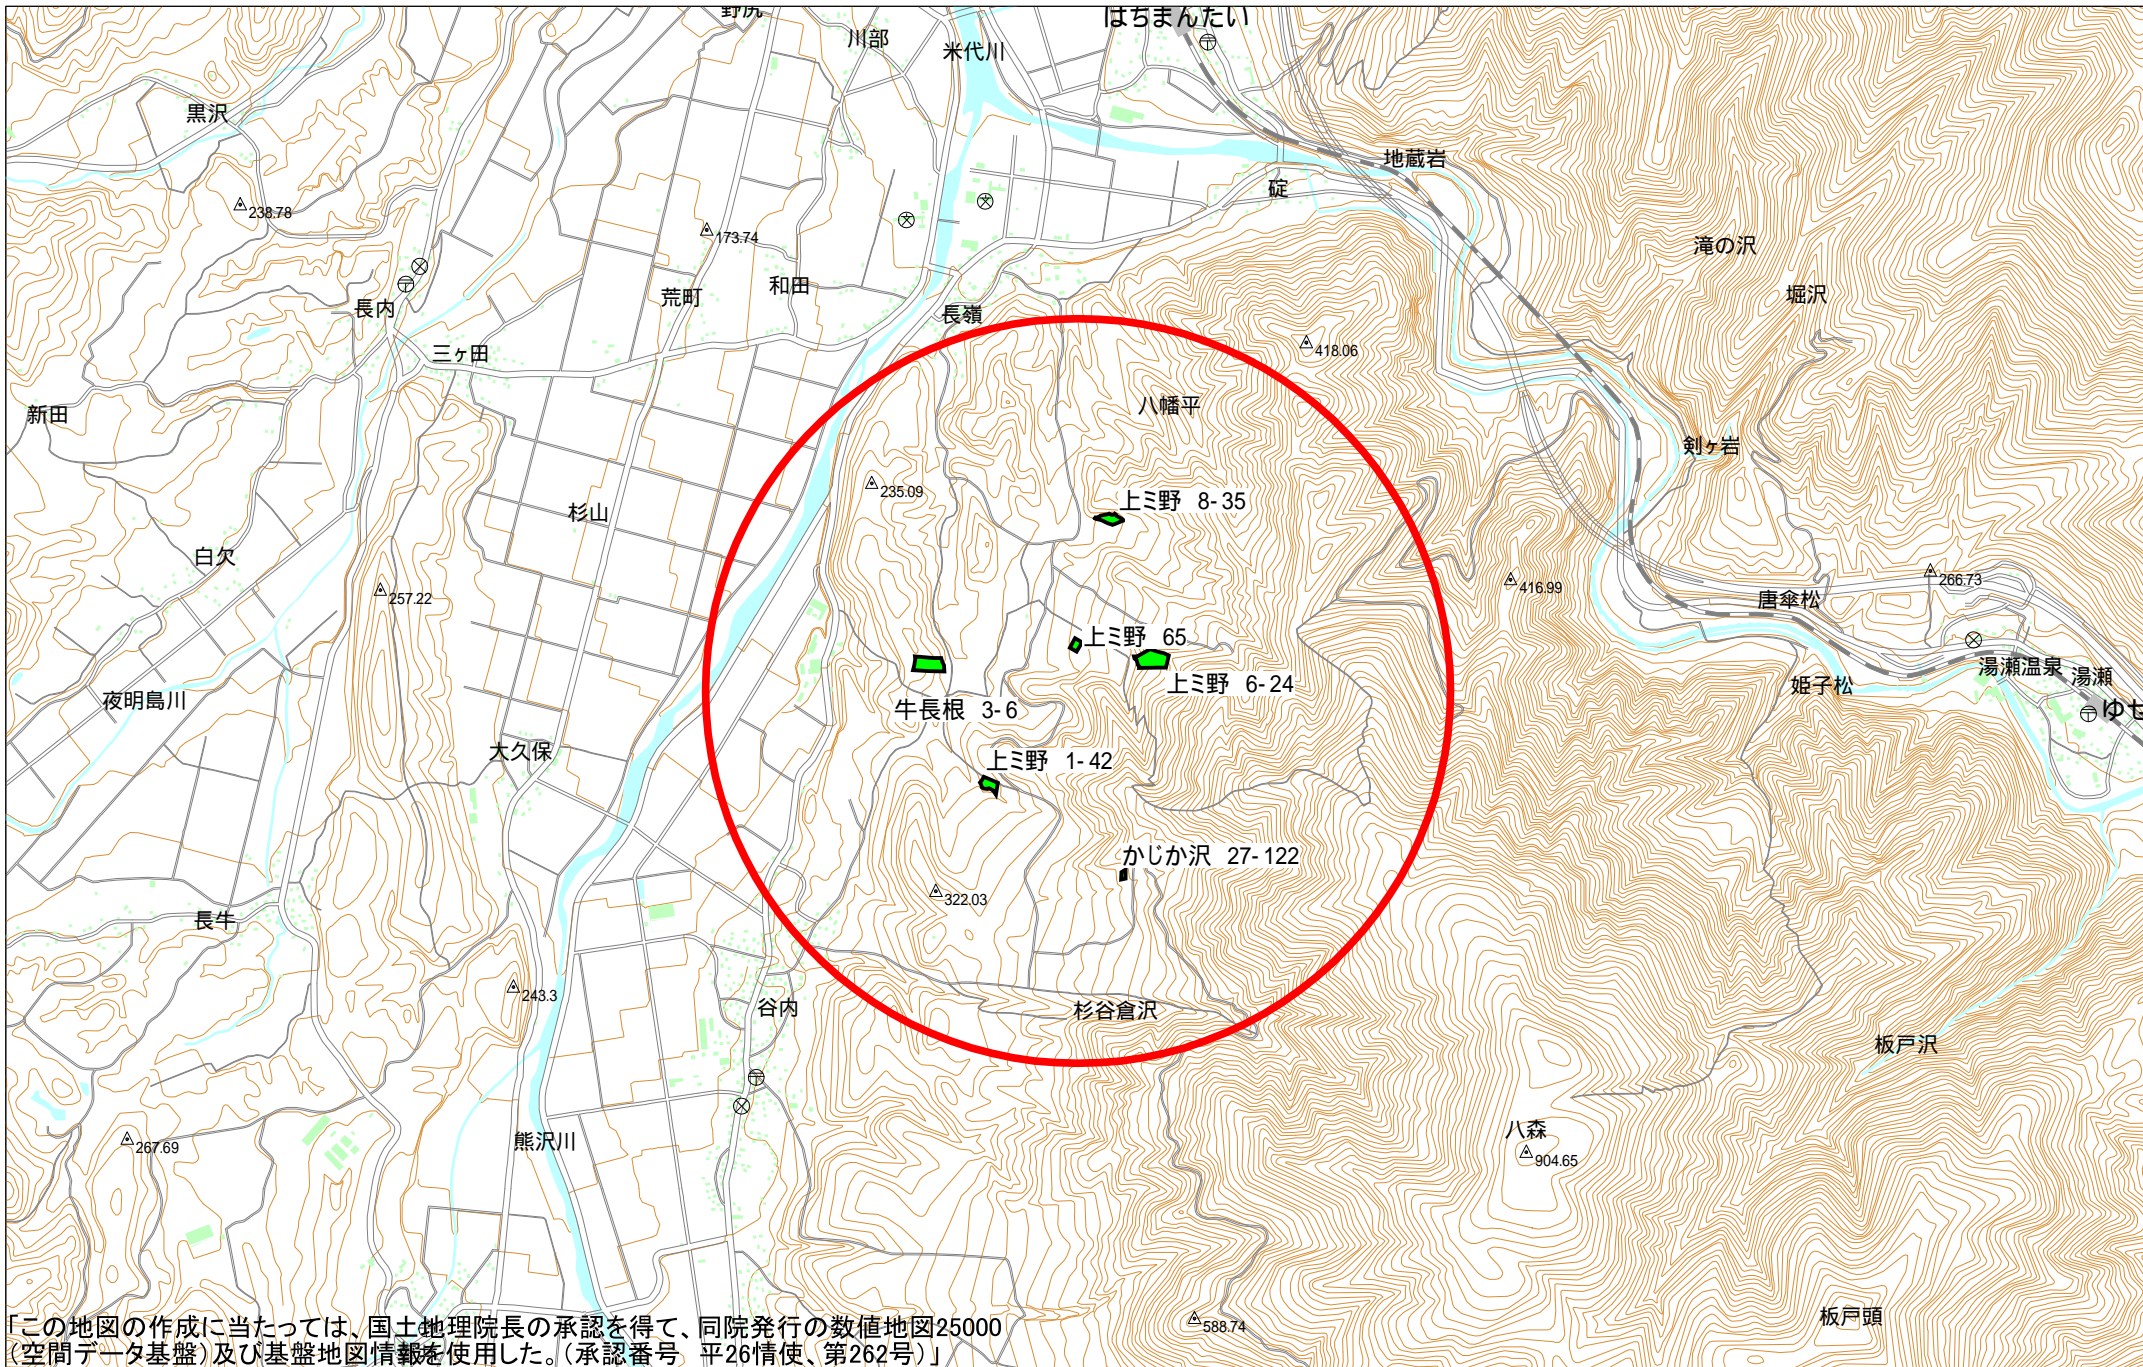 野尻
はちまんたい
川部
米代川
黒沢
地蔵岩
碇
238.78
173.74
滝の沢
和田
荒町
堀沢
長内
長嶺
三ヶ田
418.06
八幡平
新田
剣ヶ岩
235.09
上ミ野 8-35
杉山
白欠
257.22
416.99
266.73
唐傘松
上ミ野 65
湯瀬温泉
湯瀬
上ミ野 6-24
姫子松
夜明島川
牛長根 3-6
ゆせ
大久保
上ミ野 1-42
かじか沢 27-122
322.03
長牛
243.3
谷内
杉谷倉沢
板戸沢
八森
熊沢川
267.69
904.65
板戸頭
588.74
「この地図の作成に当たっては、国土地理院長の承認を得て、同院発行の数値地図25000
(空間データ基盤)及び基盤地図情報を使用した。(承認番号 平26情使、第262号)」